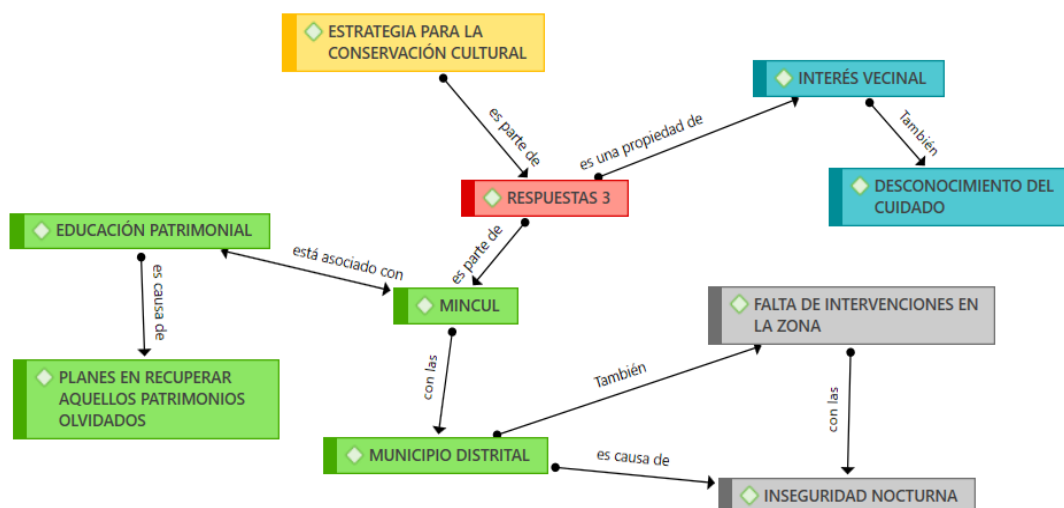 ESTRATEGIA PARA LA
CONSERVACIÓN CULTURAL
INTERÉS VECINAL
es parte de
es una propiedad de
También
DESCONOCIMIENTO DEL
CUIDADO
RESPUESTAS 3
EDUCACIÓN PATRIMONIAL
está asociado con
es parte de
es causa de
MINCUL
FALTA DE INTERVENCIONES EN
LA ZONA
PLANES EN RECUPERAR
AQUELLOS PATRIMONIOS
OLVIDADOS
con las
También
con las
MUNICIPIO DISTRITAL
es causa de
INSEGURIDAD NOCTURNA